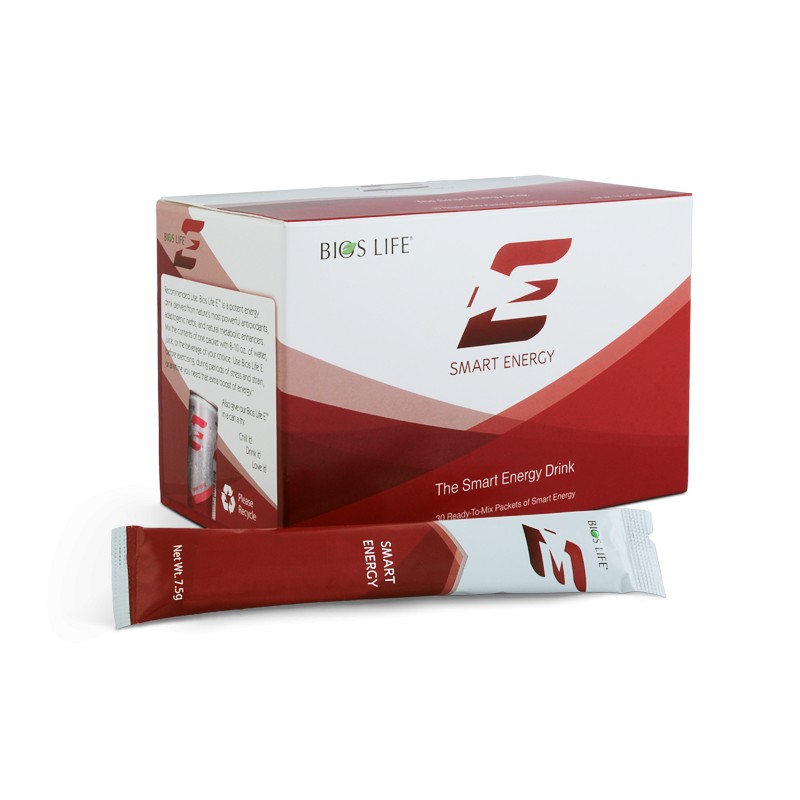 The Smart Energy Drink
BIOS LIFE®
E
SMART ENERGY
The Smart Energy Drink
30 Ready-To-Mix Packets of Smart Energy
BIOS LIFE
E
Recommended Use: Bios Life E™ is a potent energy
drink derived from nature's most powerful antioxidants,
adaptogenic herbs, and natural metabolic enhancers.
Mix the contents of one packet with 8-10 oz. of water,
juice, or the beverage of your choice. Use Bios Life E
before exercising, during periods of stress and strain,
or anytime you need that extra boost of energy.
Also give our Bios Life E™
in a can a try.
Chill it!
Drink it!
Love it!
E
Please
Recycle
Net Wt. 7.5g
SMART
ENERGY
E
BIOS LIFE®